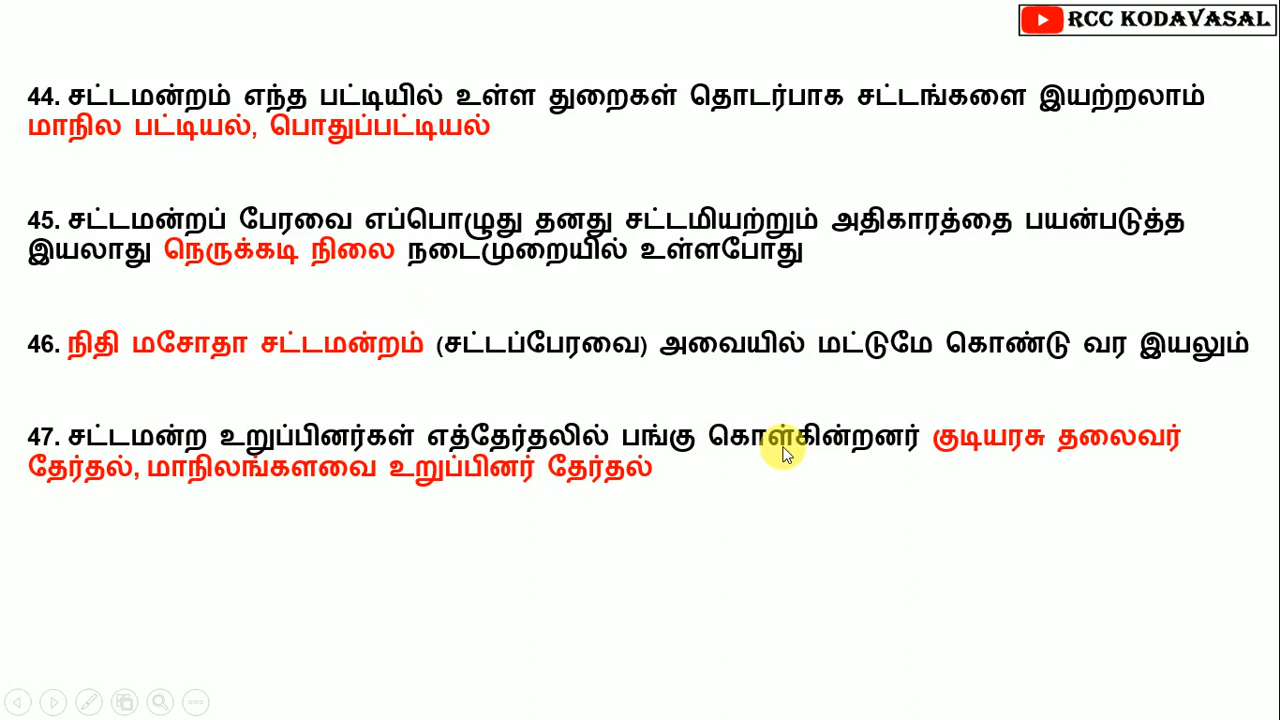 RCC KODAVASAL
44. சட்டமன்றம் எந்த பட்டியில் உள்ள துறைகள் தொடர்பாக சட்டங்களை இயற்றலாம்
மாநில பட்டியல், பொதுப்பட்டியல்
45. சட்டமன்றப் பேரவை எப்பொழுது தனது சட்டமியற்றும் அதிகாரத்தை பயன்படுத்த
இயலாது நெருக்கடி நிலை நடைமுறையில் உள்ளபோது
46. நிதி மசோதா சட்டமன்றம் (சட்டப்பேரவை) அவையில் மட்டுமே கொண்டு வர இயலும்
47. சட்டமன்ற உறுப்பினர்கள் எத்தேர்தலில் பங்கு கொள்கின்றனர் குடியரசு தலைவர்
தேர்தல், மாநிலங்களவை உறுப்பினர் தேர்தல்